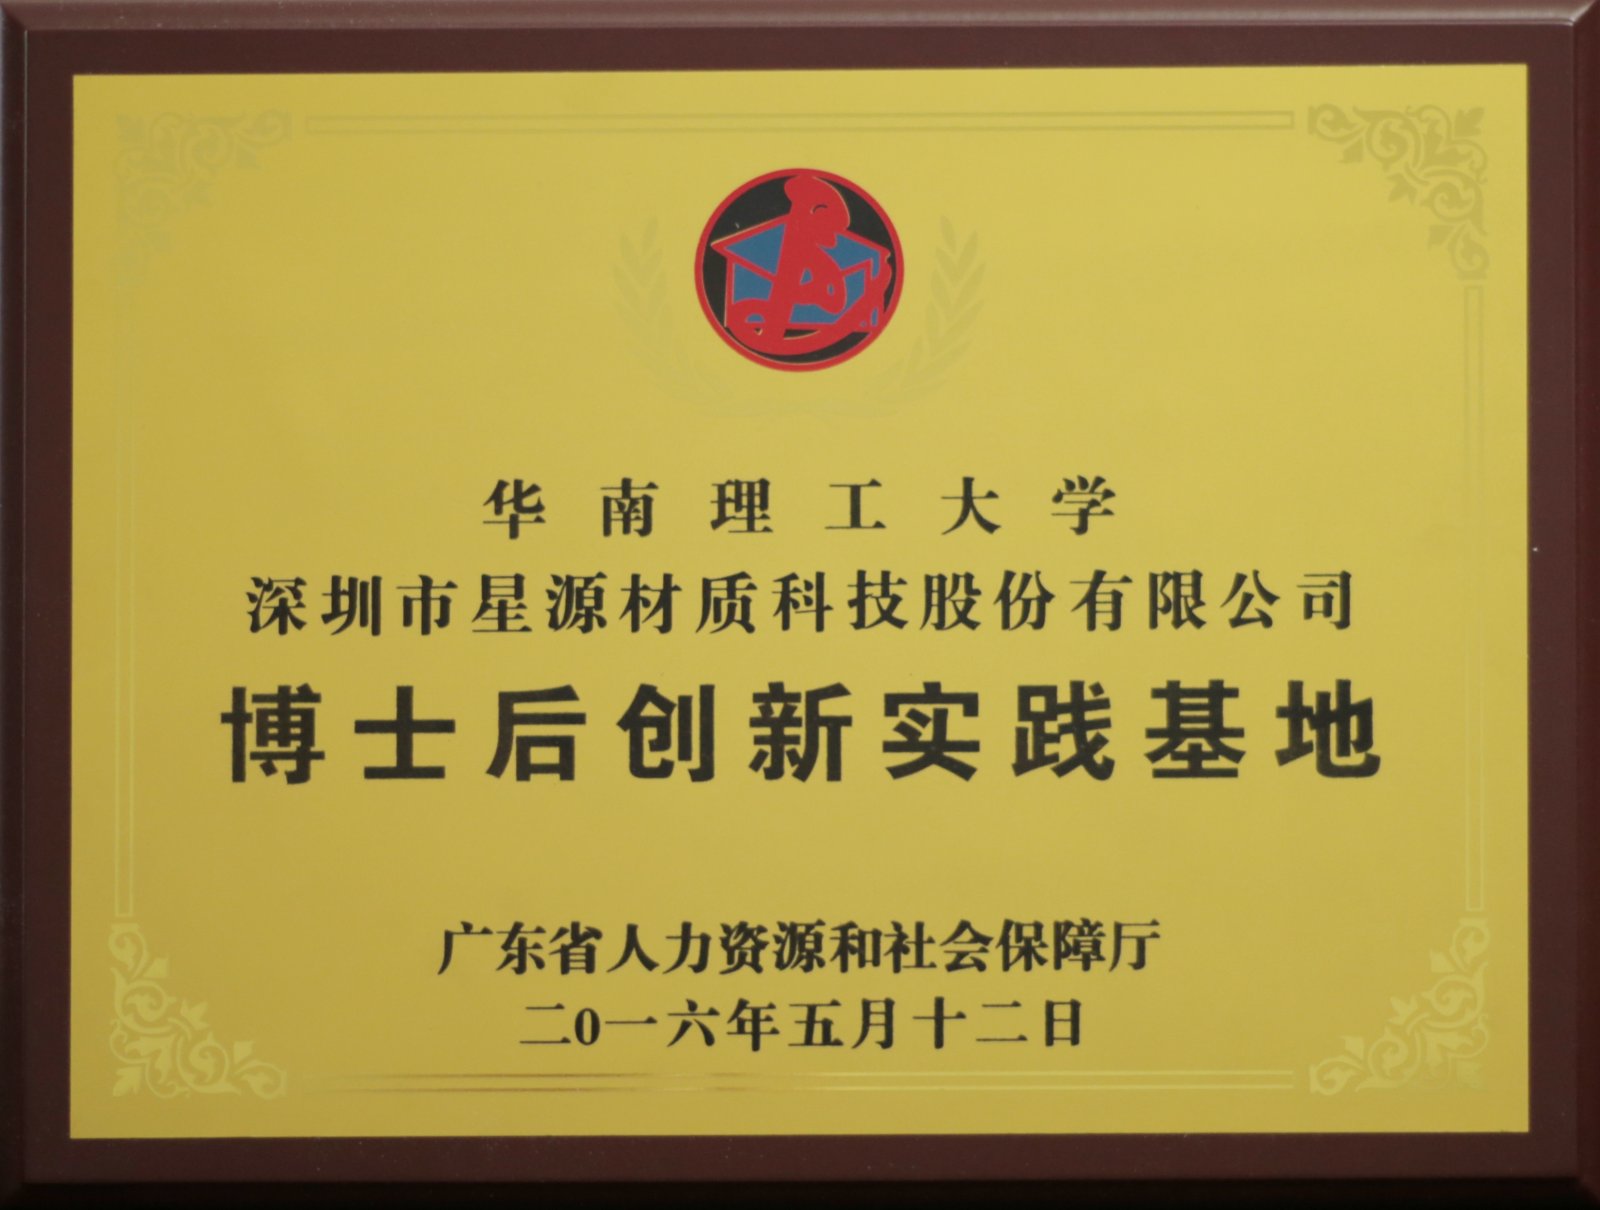 华南理工大学
深圳市星源材质科技股份有限公司
博士后创新实践基地
广东省人力资源和社会保障厅
二0一六年五月十二日